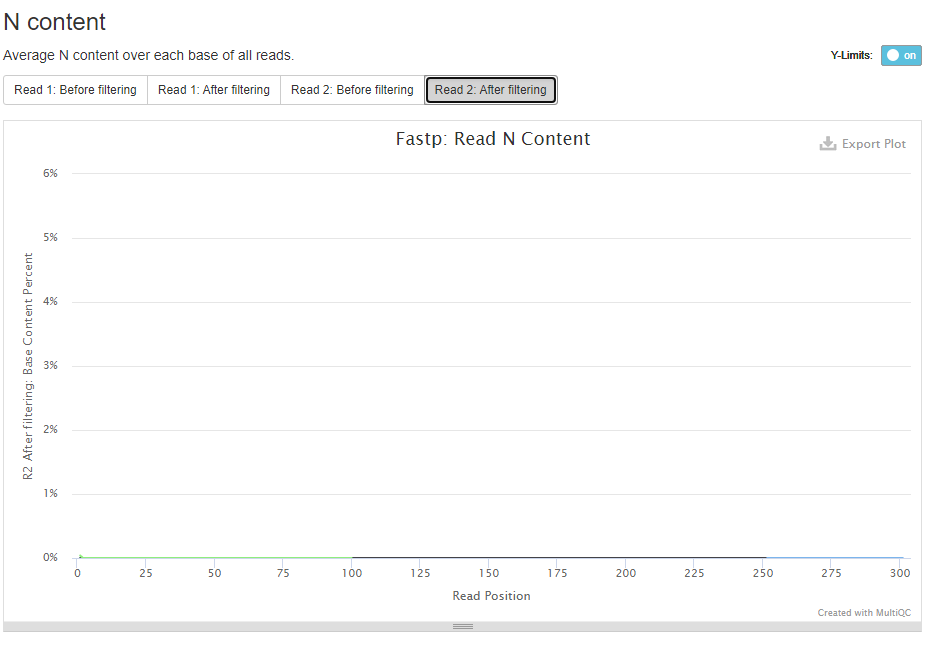 N content
Average N content over each base of all reads.
Y-Limits: on
Read 1: Before filtering Read 1: After filtering Read 2: Before filtering Read 2: After filtering
Fastp: Read N Content
Export Plot
6%
5%
4%
3%
2%
1%
0%
R2 After filtering: Base Content Percent
0 25 50 75 100 125 150 175 200 225 250 275 300
Read Position
Created with MultiQC